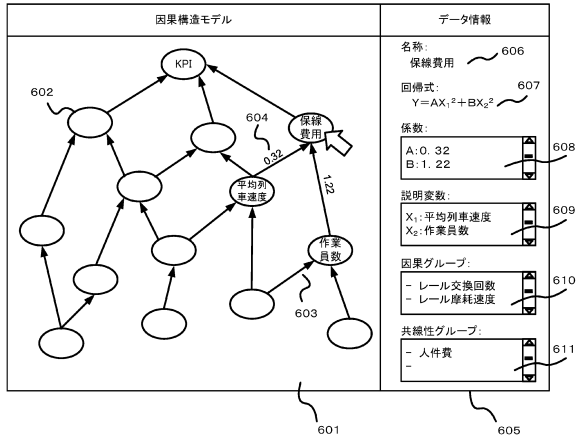 因果構造モデル
データ情報
KPI
602
604
保線
費用
0.32
平均列
車速度
1.22
作業
員数
603
601
名称:
保線費用
606
回帰式:
607
Y=AX₁²+BX₂²
係数:
A:0.32
B:1.22
608
説明変数:
X₁:平均列車速度
X₂:作業員数
609
因果グループ:
- レール交換回数
- レール摩耗速度
610
共線性グループ:
- 人件費
-
611
605